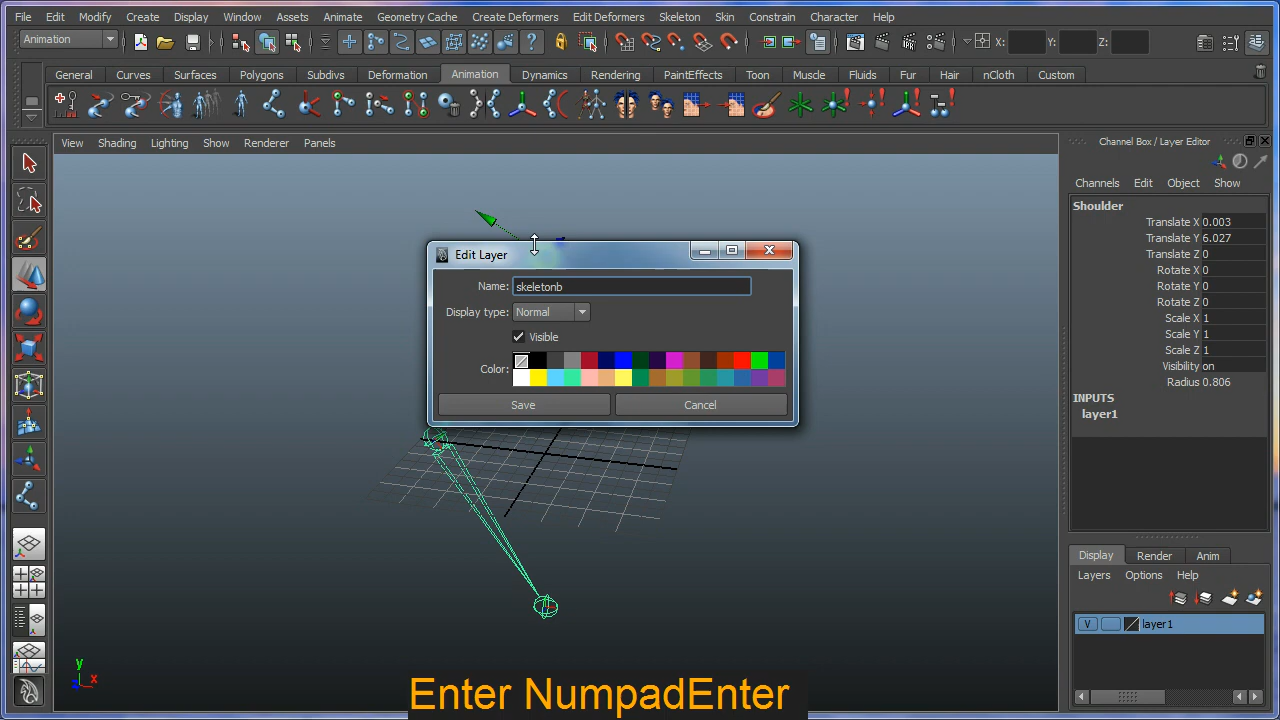 File Edit Modify Create Display Window Assets Animate Geometry Cache Create Deformers Edit Deformers Skeleton Skin Constrain Character Help
Animation X: Y: Z:
General Curves Surfaces Polygons Subdivs Deformation Animation Dynamics Rendering PaintEffects Toon Muscle Fluids Fur Hair nCloth Custom
View Shading Lighting Show Renderer Panels
Channel Box / Layer Editor
Channels Edit Object Show
Shoulder
Translate X 0.003
Translate Y 6.027
Translate Z 0
Rotate X 0
Rotate Y 0
Rotate Z 0
Scale X 1
Scale Y 1
Scale Z 1
Visibility on
Radius 0.806
INPUTS
layer1
Edit Layer
Name: skeletonb
Display type: Normal
Visible
Color:
Save Cancel
Display Render Anim
Layers Options Help
V layer1
y
x
z
Enter NumpadEnter